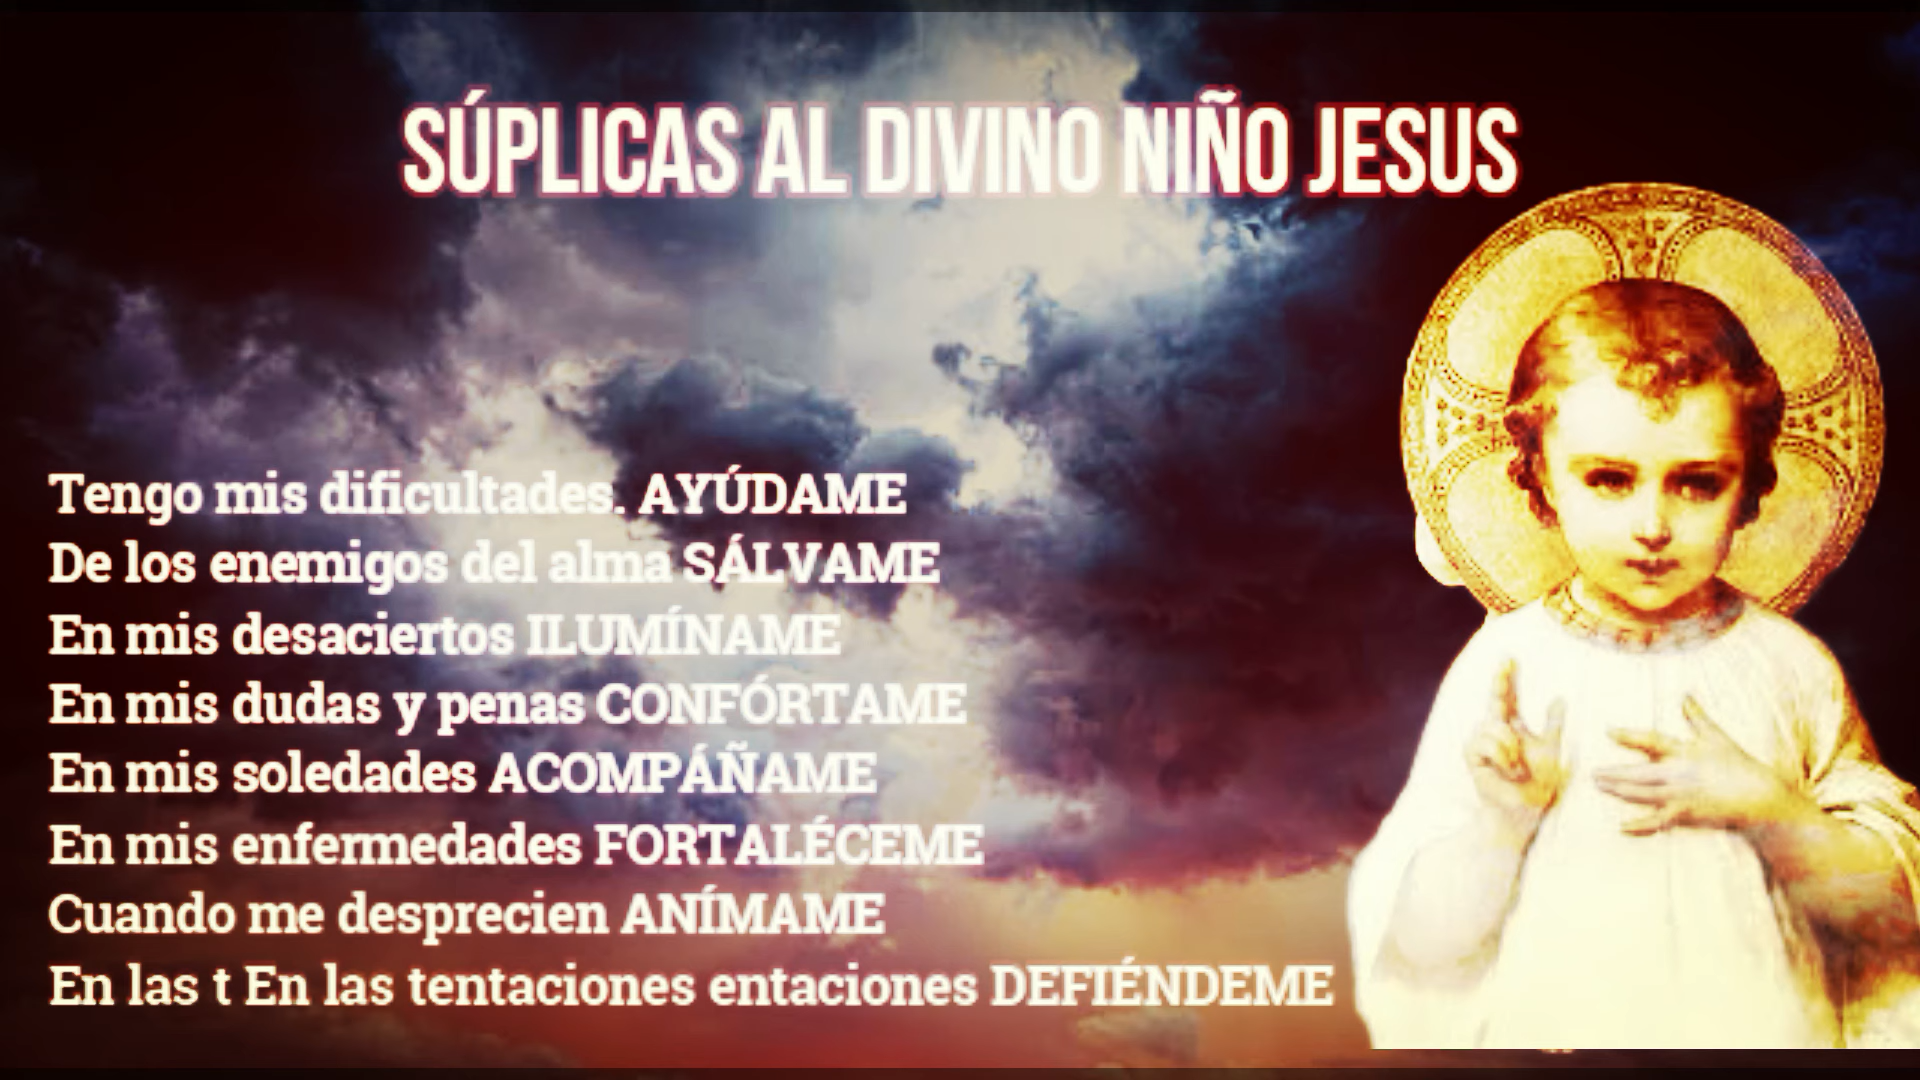 SÚPLICAS AL DIVINO NIÑO JESUS
Tengo mis dificultades. AYÚDAME
De los enemigos del alma SÁLVAME
En mis desaciertos ILUMÍNAME
En mis dudas y penas CONFÓRTAME
En mis soledades ACOMPÁÑAME
En mis enfermedades FORTALÉCEME
Cuando me desprecien ANÍMAME
En las t En las tentaciones entaciones DEFIÉNDEME